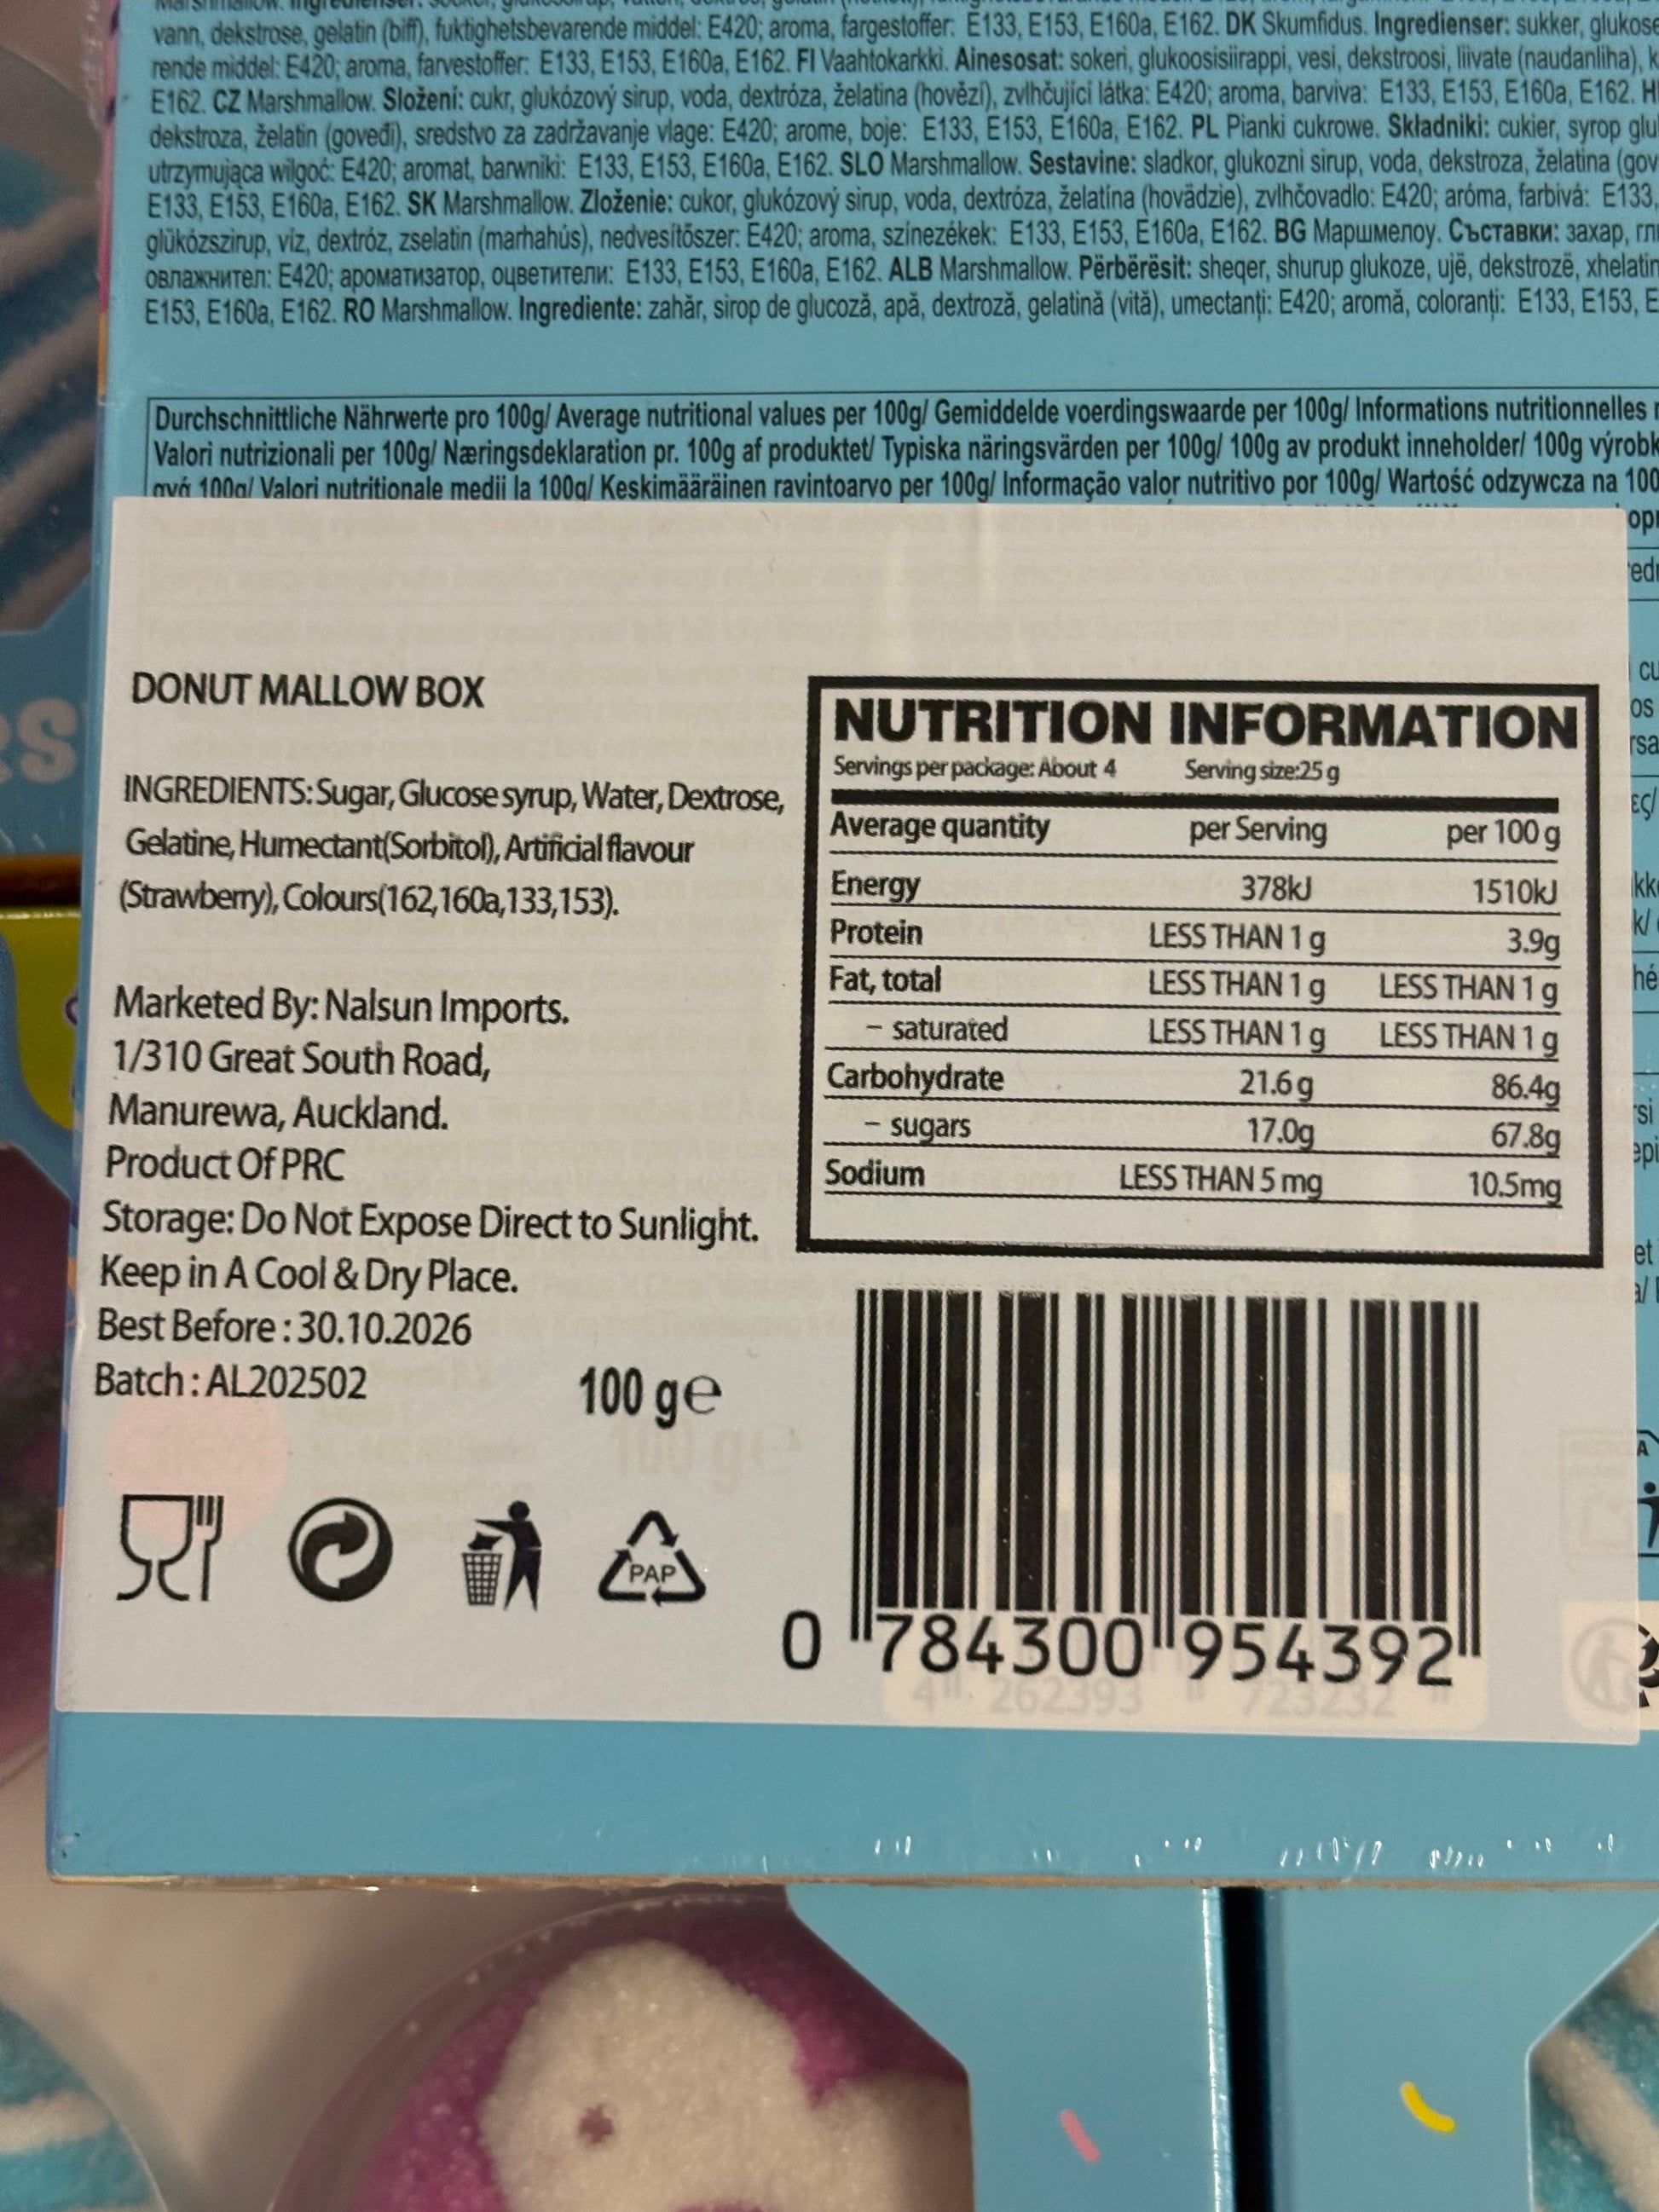 vann, dekstrose, gelatin (biff), fuktighetsbevarende middel: E420; aroma, fargestoffer: E133, E153, E160a, E162. DK Skumfidus. Ingredienser: sukker, glukose
rende middel: E420; aroma, farvestoffer: E133, E153, E160a, E162. FI Vaahtokarkki. Ainesosat: sokeri, glukoosisiirappi, vesi, dekstroosi, liivate (naudanliha), k
E162. CZ Marshmallow. Složení: cukr, glukózový sirup, voda, dextróza, želatina (hovězí), zvlhčující látka: E420; aroma, barviva: E133, E153, E160a, E162. H
dekstroza, želatin (goveđi), sredstvo za zadržavanje vlage: E420; arome, boje: E133, E153, E160a, E162. PL Pianki cukrowe. Składniki: cukier, syrop glu
utrzymująca wilgoć: E420; aromat, barwniki: E133, E153, E160a, E162. SLO Marshmallow. Sestavine: sladkor, glukozni sirup, voda, dekstroza, želatina (gov
E133, E153, E160a, E162. SK Marshmallow. Zloženie: cukor, glukózový sirup, voda, dextróza, želatína (hovädzie), zvlhčovadlo: E420; aróma, farbivá: E133,
glükózszirup, víz, dextróz, zselatin (marhahús), nedvesítőszer: E420; aroma, színezékek: E133, E153, E160a, E162. BG Маршмелоу. Съставки: захар, гл
овлажнител: E420; ароматизатор, оцветители: E133, E153, E160a, E162. ALB Marshmallow. Përbërësit: sheqer, shurup glukoze, ujë, dekstrozë, xhelatin
E153, E160a, E162. RO Marshmallow. Ingrediente: zahăr, sirop de glucoză, apă, dextroză, gelatină (vită), umectanți: E420; aromă, coloranți: E133, E153, E
Durchschnittliche Nährwerte pro 100g/ Average nutritional values per 100g/ Gemiddelde voerdingswaarde per 100g/ Informations nutritionnelles
Valori nutrizionali per 100g/ Næringsdeklaration pr. 100g af produktet/ Typiska näringsvärden per 100g/ 100g av produkt inneholder/ 100g výrobk
ανά 100g/ Valori nutriționale medii la 100g/ Keskimääräinen ravintoarvo per 100g/ Informação valor nutritivo por 100g/ Wartość odzywcza na 100
DONUT MALLOW BOX
INGREDIENTS: Sugar, Glucose syrup, Water, Dextrose,
Gelatine, Humectant(Sorbitol), Artificial flavour
(Strawberry), Colours(162,160a,133,153).
Marketed By: Nalsun Imports.
1/310 Great South Road,
Manurewa, Auckland.
Product Of PRC
Storage: Do Not Expose Direct to Sunlight.
Keep in A Cool & Dry Place.
Best Before : 30.10.2026
Batch : AL202502
100 g e
PAP
NUTRITION INFORMATION
Servings per package: About 4 Serving size:25 g
Average quantity per Serving per 100 g
Energy 378kJ 1510kJ
Protein LESS THAN 1 g 3.9g
Fat, total LESS THAN 1 g LESS THAN 1 g
– saturated LESS THAN 1 g LESS THAN 1 g
Carbohydrate 21.6 g 86.4g
– sugars 17.0g 67.8g
Sodium LESS THAN 5 mg 10.5mg
0 784300 954392
4 262393 723232